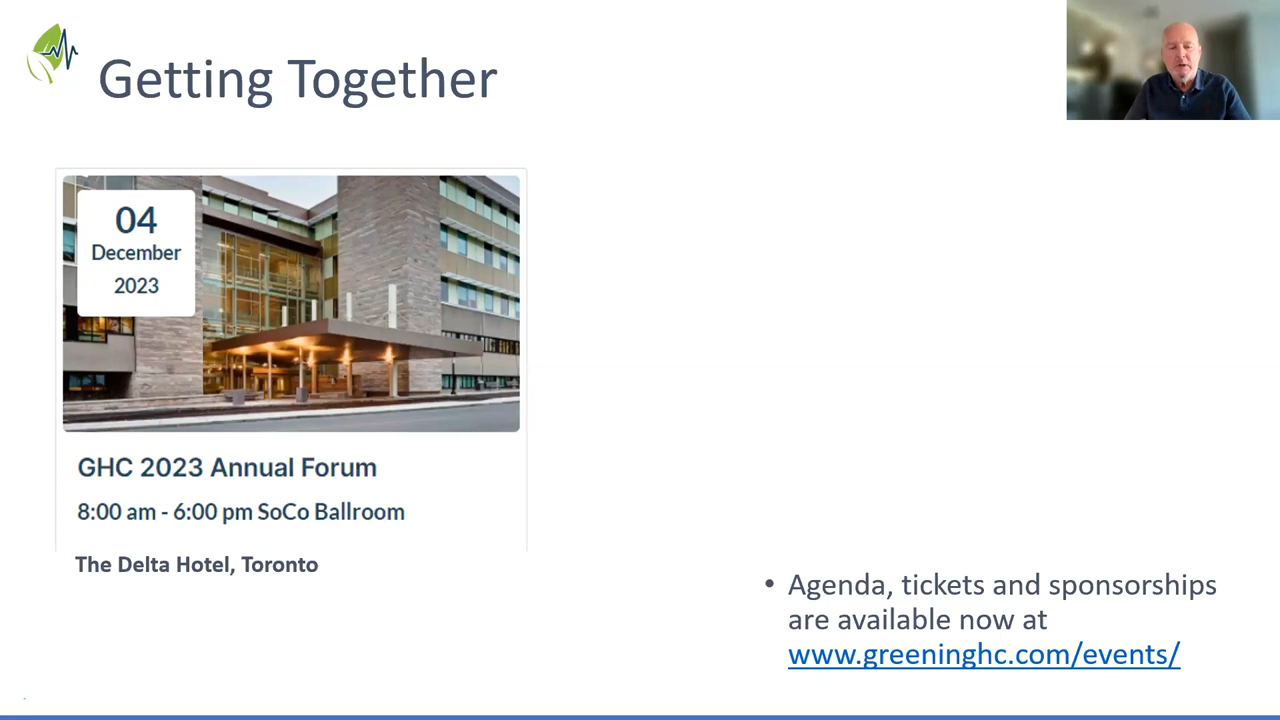 Getting Together
04
December
2023
GHC 2023 Annual Forum
8:00 am - 6:00 pm SoCo Ballroom
The Delta Hotel, Toronto
• Agenda, tickets and sponsorships
are available now at
www.greeninghc.com/events/